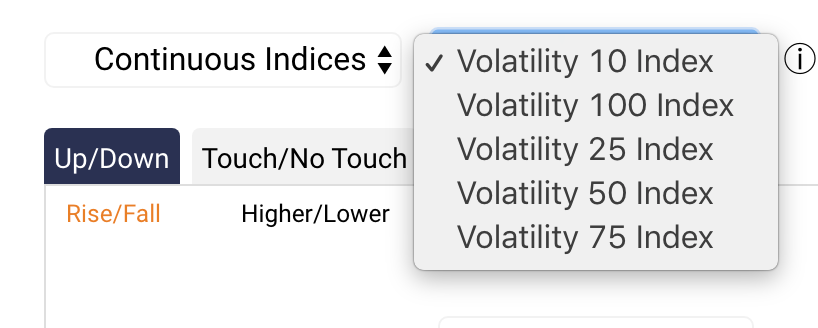 Continuous Indices
✓ Volatility 10 Index
Volatility 100 Index
Volatility 25 Index
Volatility 50 Index
Volatility 75 Index
Up/Down
Touch/No Touch
Rise/Fall
Higher/Lower